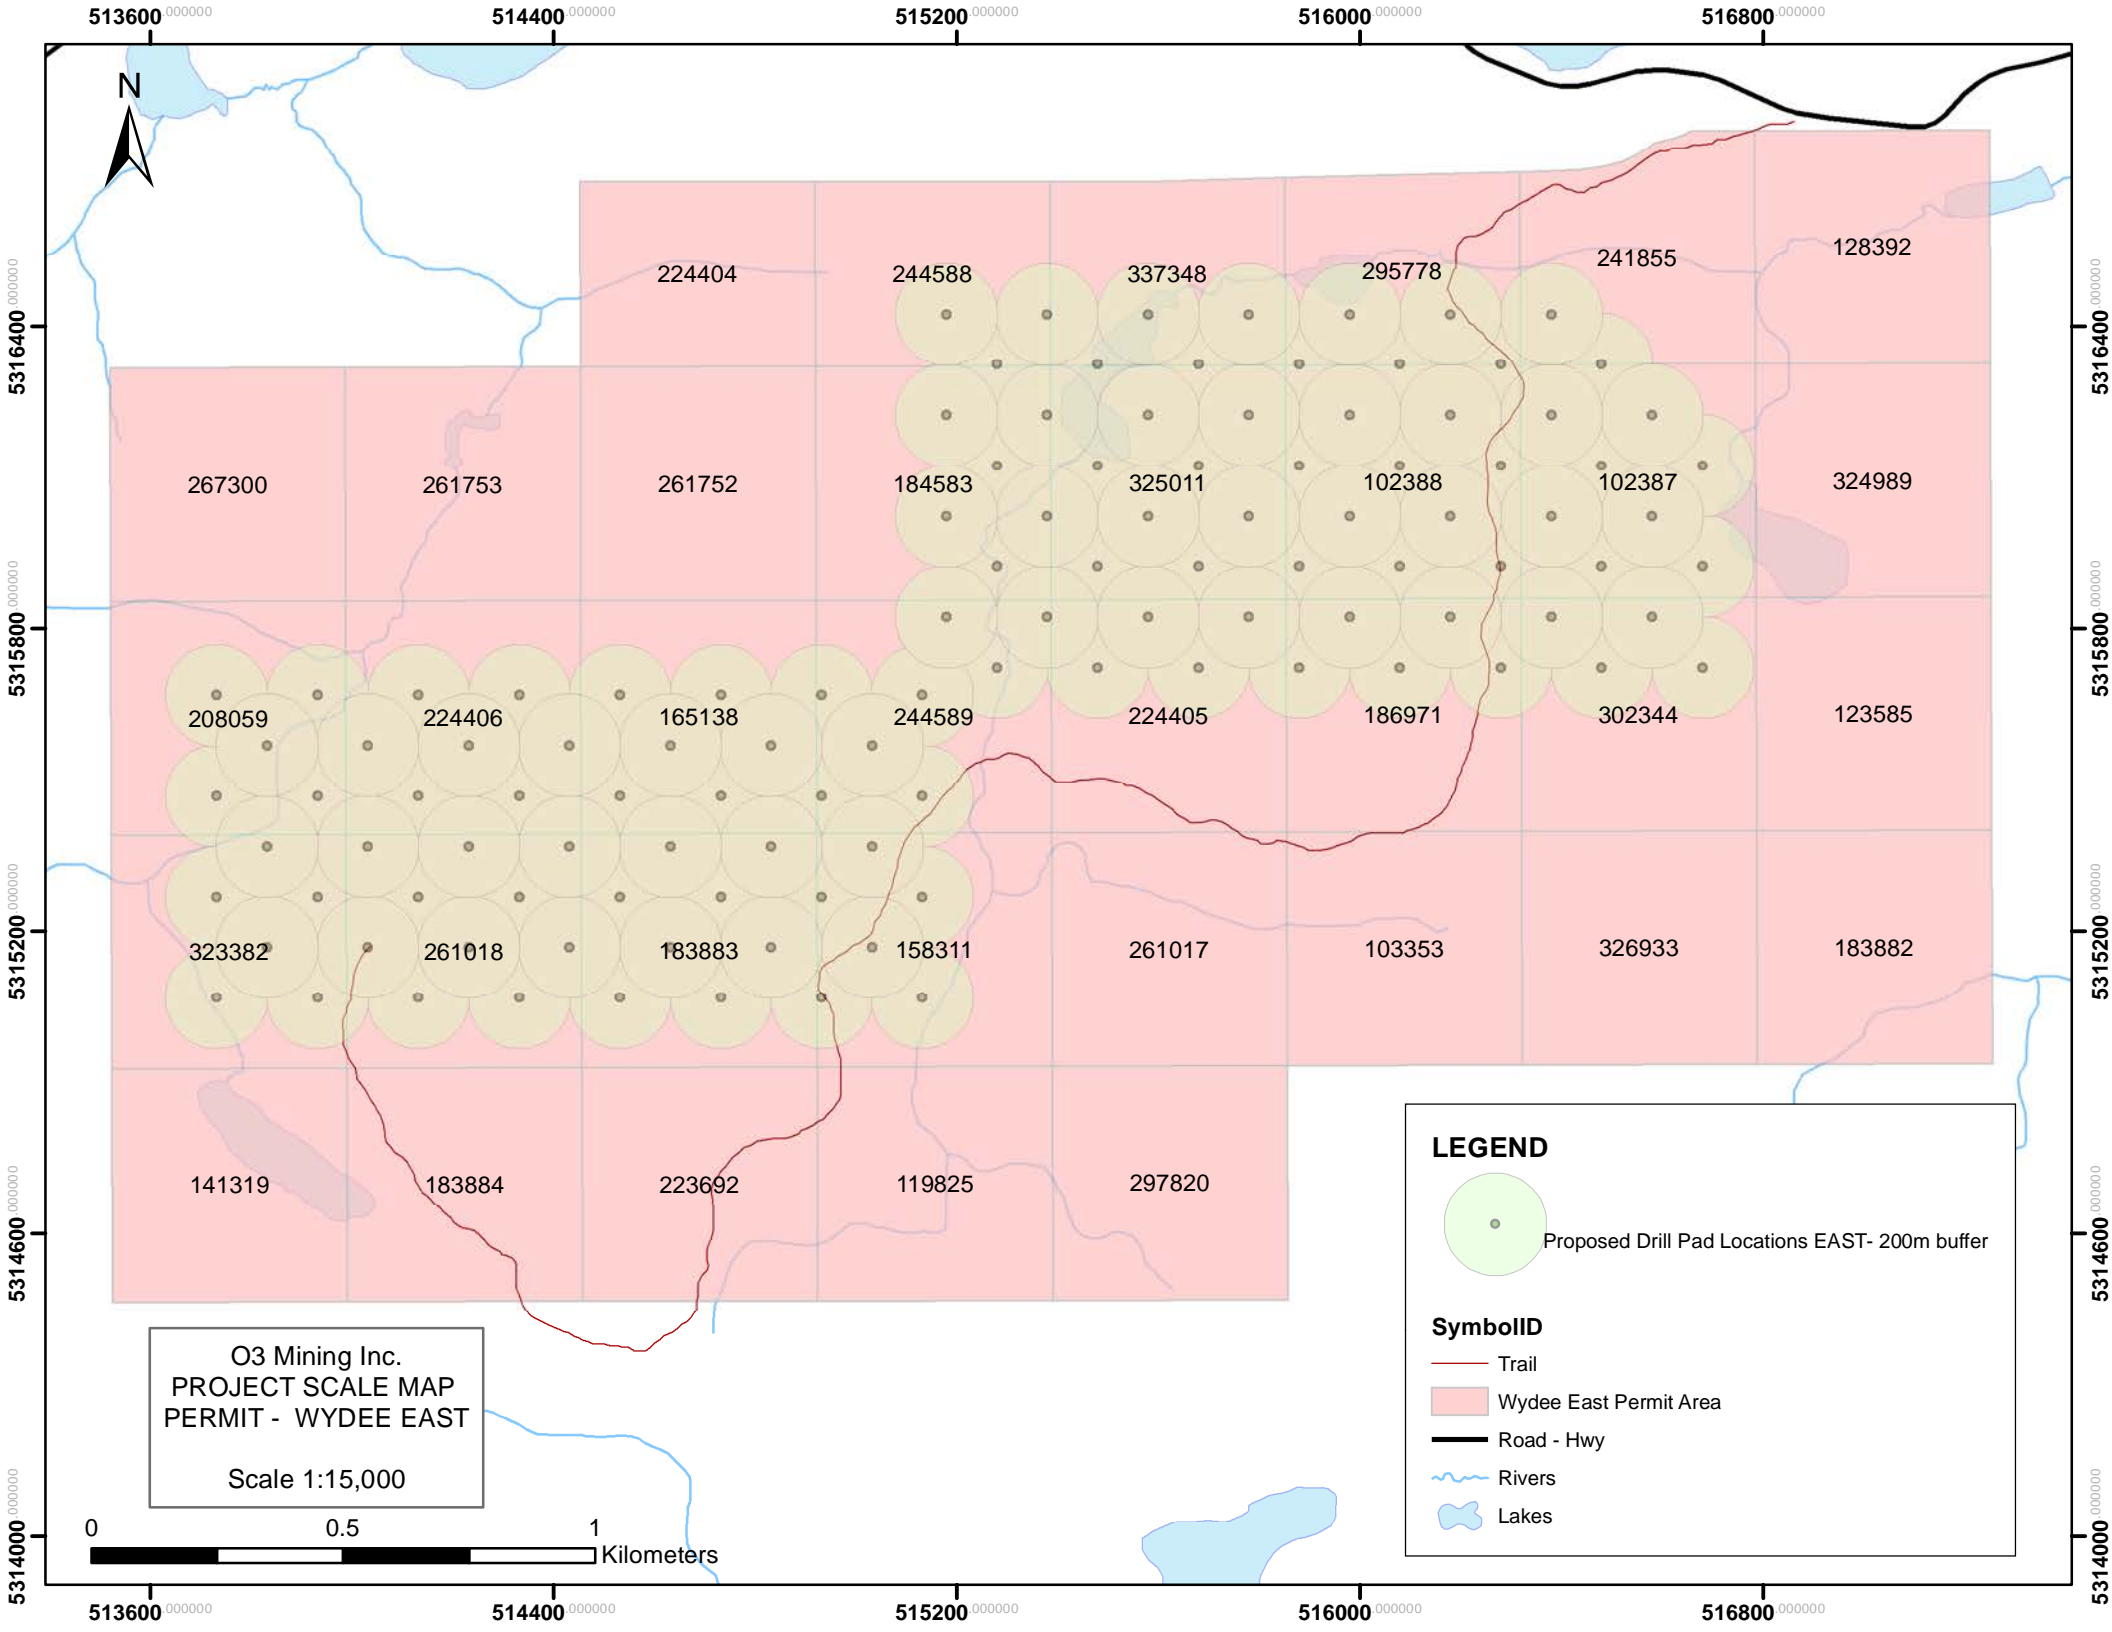 513600.000000 514400.000000 515200.000000 516000.000000 516800.000000
N
5316400.000000
5315800.000000
5315200.000000
5314600.000000
5314000.000000
5316400.000000
5315800.000000
5315200.000000
5314600.000000
5314000.000000
224404 244588 337348 295778 241855 128392
267300 261753 261752 184583 325011 102388 102387 324989
208059 224406 165138 244589 224405 186971 302344 123585
323382 261018 183883 158311 261017 103353 326933 183882
141319 183884 223692 119825 297820
LEGEND
Proposed Drill Pad Locations EAST- 200m buffer
SymbolID
Trail
Wydee East Permit Area
Road - Hwy
Rivers
Lakes
O3 Mining Inc.
PROJECT SCALE MAP
PERMIT - WYDEE EAST
Scale 1:15,000
0 0.5 1
Kilometers
513600.000000 514400.000000 515200.000000 516000.000000 516800.000000